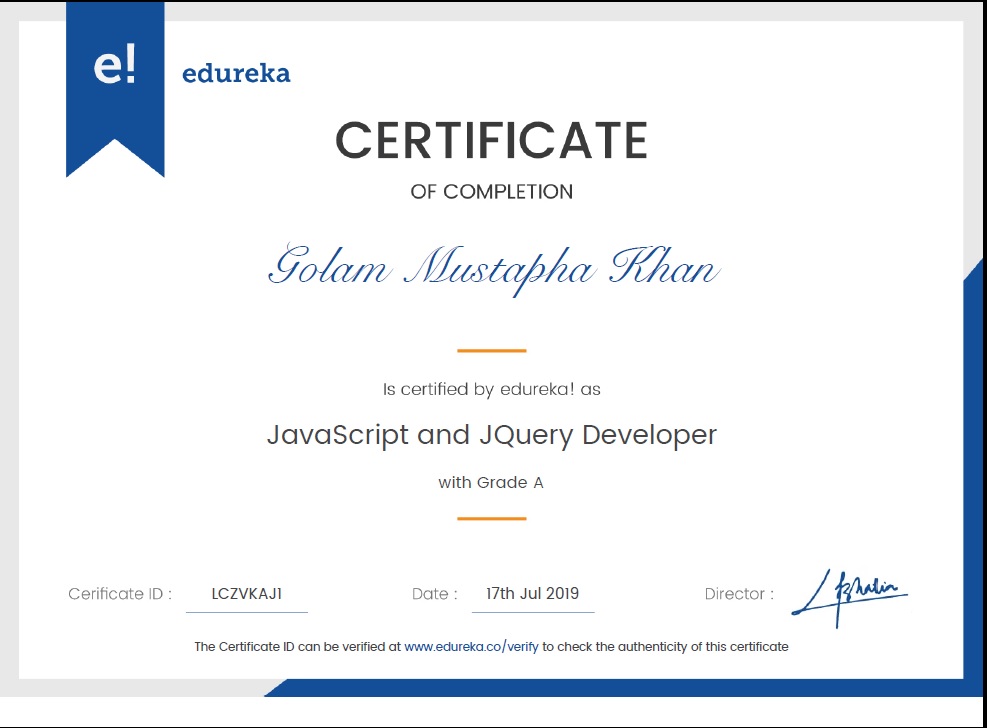 e!
edureka
CERTIFICATE
OF COMPLETION
Golam Mustapha Khan
Is certified by edureka! as
JavaScript and JQuery Developer
with Grade A
Cerificate ID : LCZVKAJ1 Date : 17th Jul 2019 Director :
The Certificate ID can be verified at www.edureka.co/verify to check the authenticity of this certificate